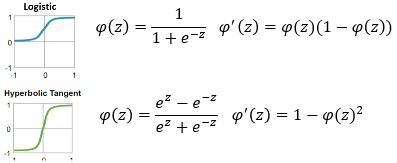 Logistic
φ(z) = 1 / (1 + e^{-z}) φ′(z) = φ(z)(1 − φ(z))
1
0
-1
-1 0 1
Hyperbolic Tangent
φ(z) = (e^z − e^{-z}) / (e^z + e^{-z}) φ′(z) = 1 − φ(z)²
1
0
-1
-1 0 1